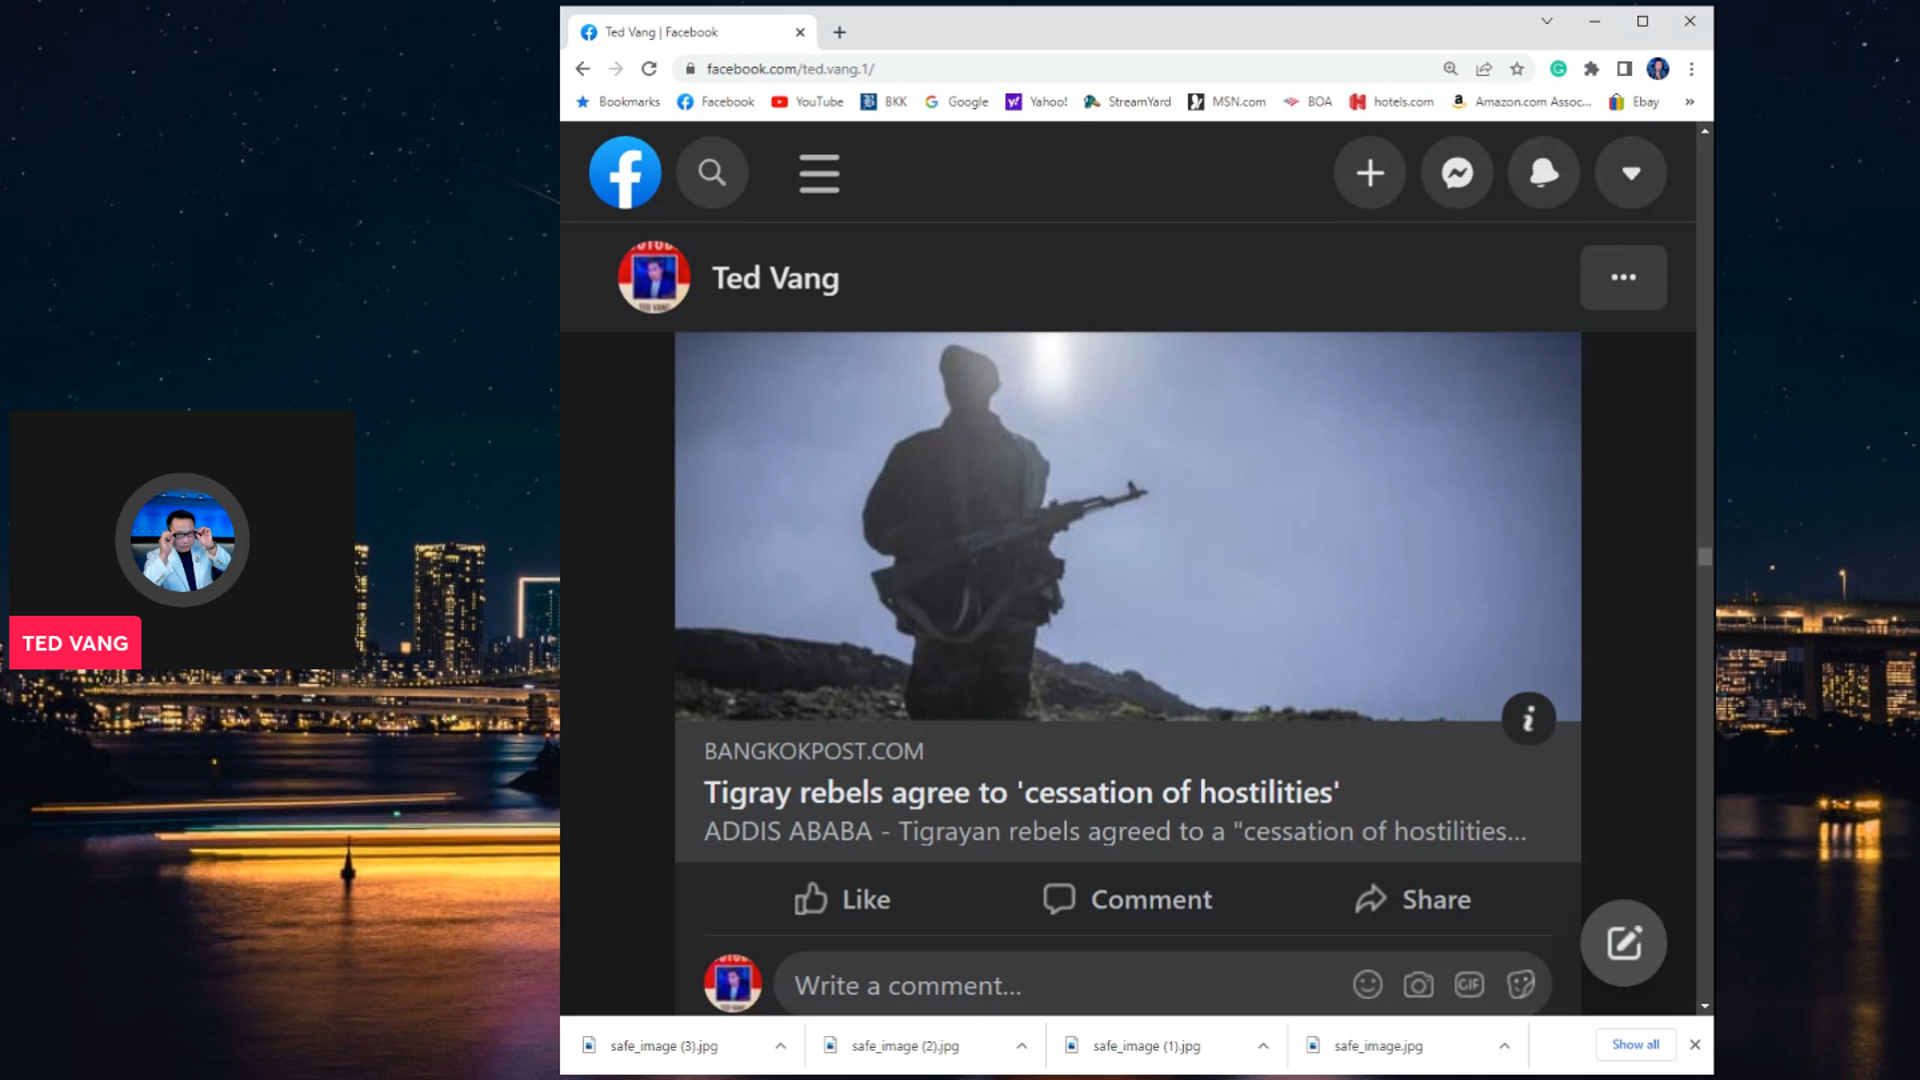 Ted Vang | Facebook
facebook.com/ted.vang.1/
Bookmarks Facebook YouTube BKK Google Yahoo! StreamYard MSN.com BOA hotels.com Amazon.com Assoc... Ebay »
Ted Vang
TED VANG
BANGKOKPOST.COM
Tigray rebels agree to 'cessation of hostilities'
ADDIS ABABA - Tigrayan rebels agreed to a "cessation of hostilities...
Like Comment Share
Write a comment...
GIF
safe_image (3).jpg safe_image (2).jpg safe_image (1).jpg safe_image.jpg Show all